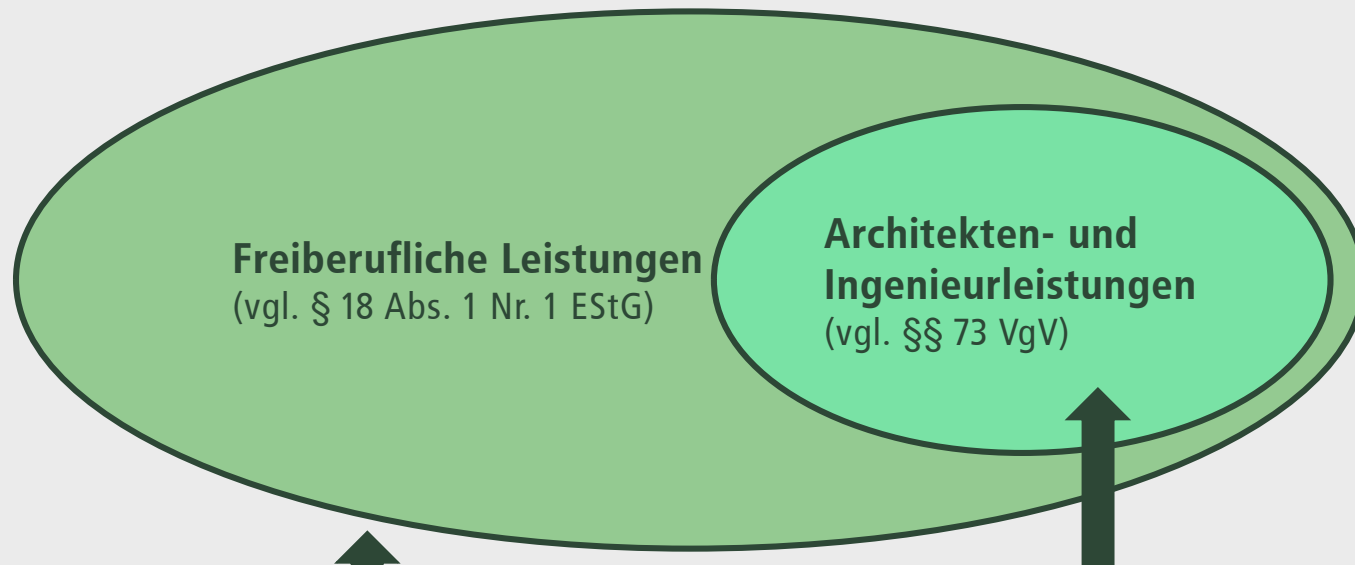 Freiberufliche Leistungen
(vgl. § 18 Abs. 1 Nr. 1 EStG)
Architekten- und
Ingenieurleistungen
(vgl. §§ 73 VgV)